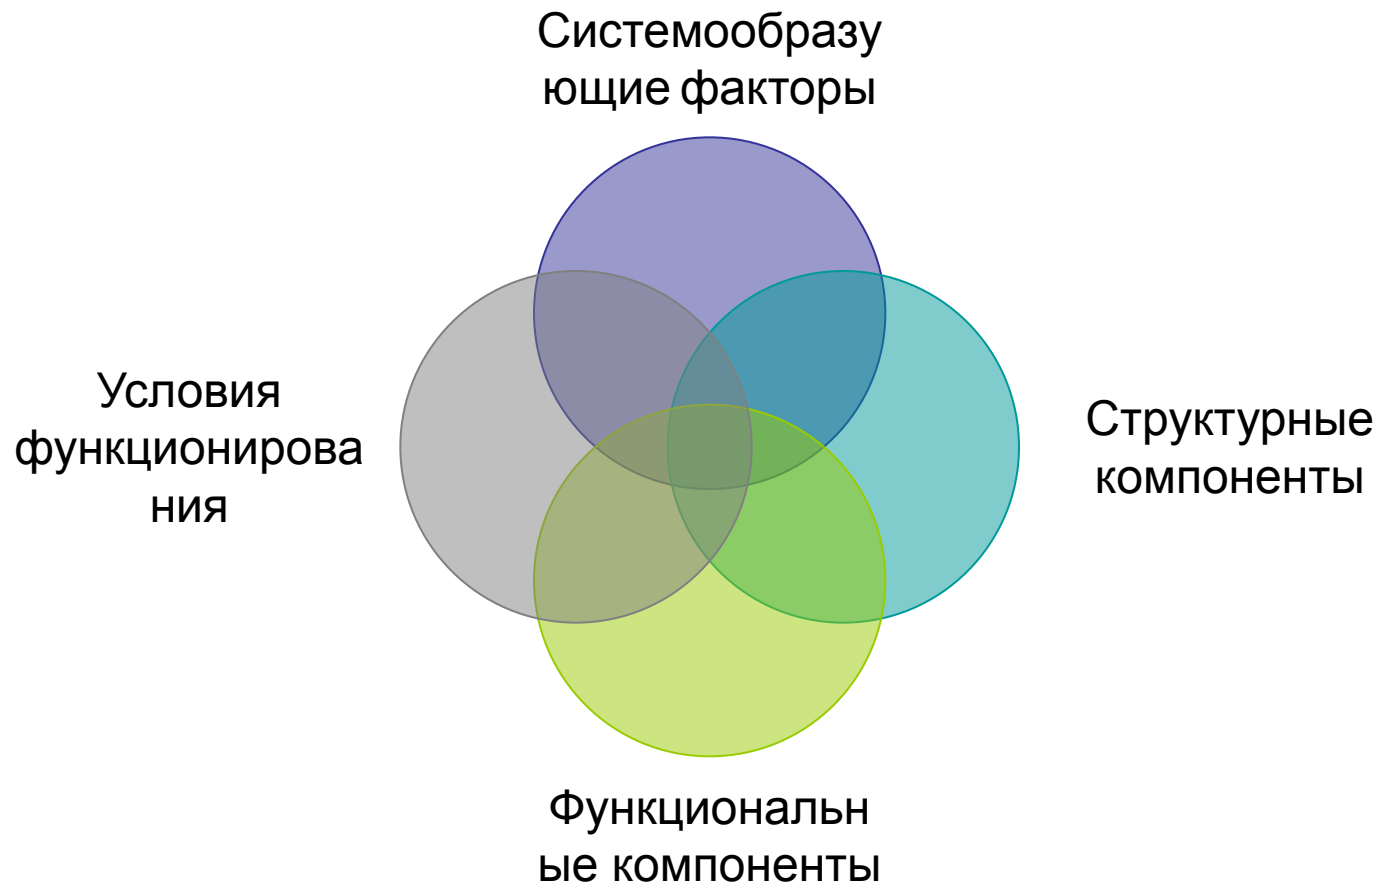 Системообразу
ющие факторы
Условия
функционирова
ния
Структурные
компоненты
Функциональн
ые компоненты